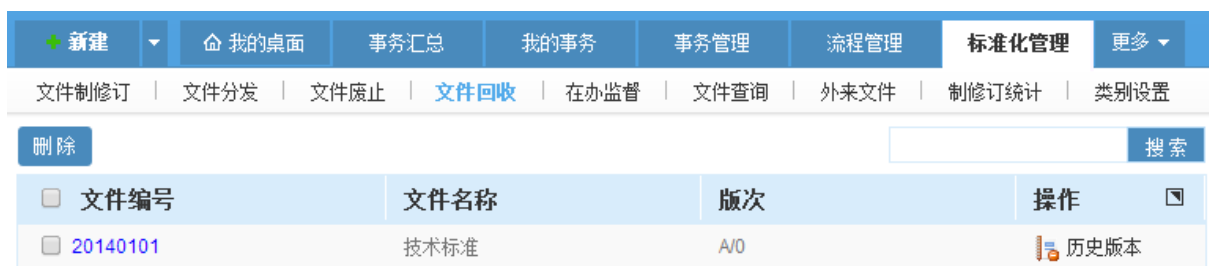 新建 我的桌面 事务汇总 我的事务 事务管理 流程管理 标准化管理 更多
文件制修订 文件分发 文件废止 文件回收 在办监督 文件查询 外来文件 制修订统计 类别设置
删除 搜索
文件编号 文件名称 版次 操作
20140101 技术标准 A/0 历史版本